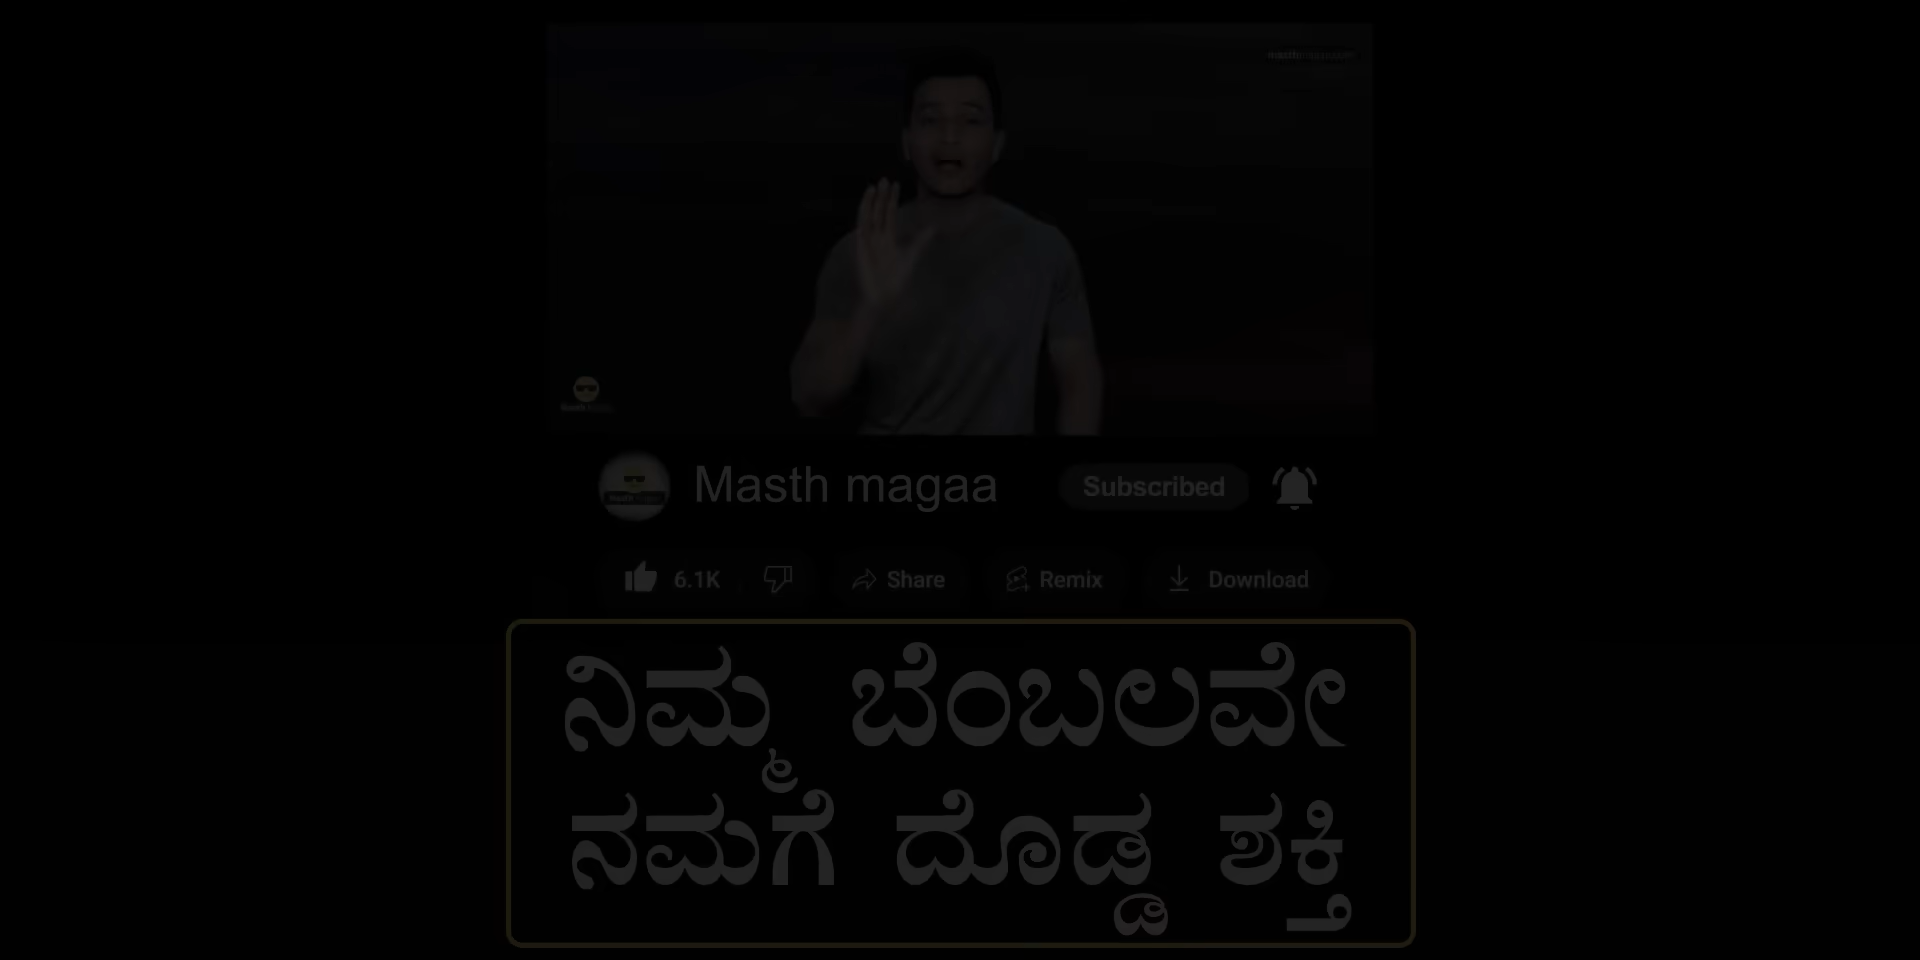 Masth magaa
Subscribed
6.1K
Share
Remix
Download
ನಿಮ್ಮ ಬೆಂಬಲವೇ
ನಮಗೆ ದೊಡ್ಡ ಶಕ್ತಿ